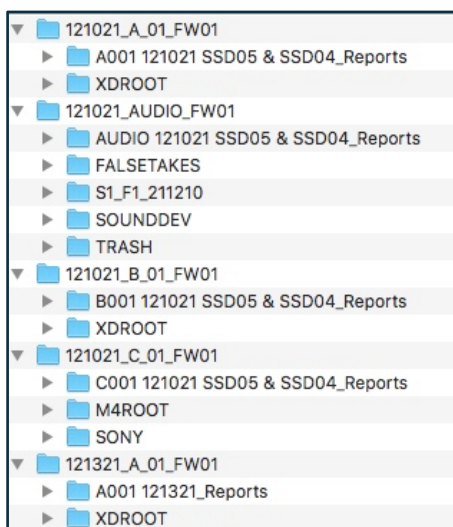 121021_A_01_FW01
A001 121021 SSD05 & SSD04_Reports
XDROOT
121021_AUDIO_FW01
AUDIO 121021 SSD05 & SSD04_Reports
FALSETAKES
S1_F1_211210
SOUNDDEV
TRASH
121021_B_01_FW01
B001 121021 SSD05 & SSD04_Reports
XDROOT
121021_C_01_FW01
C001 121021 SSD05 & SSD04_Reports
M4ROOT
SONY
121321_A_01_FW01
A001 121321_Reports
XDROOT